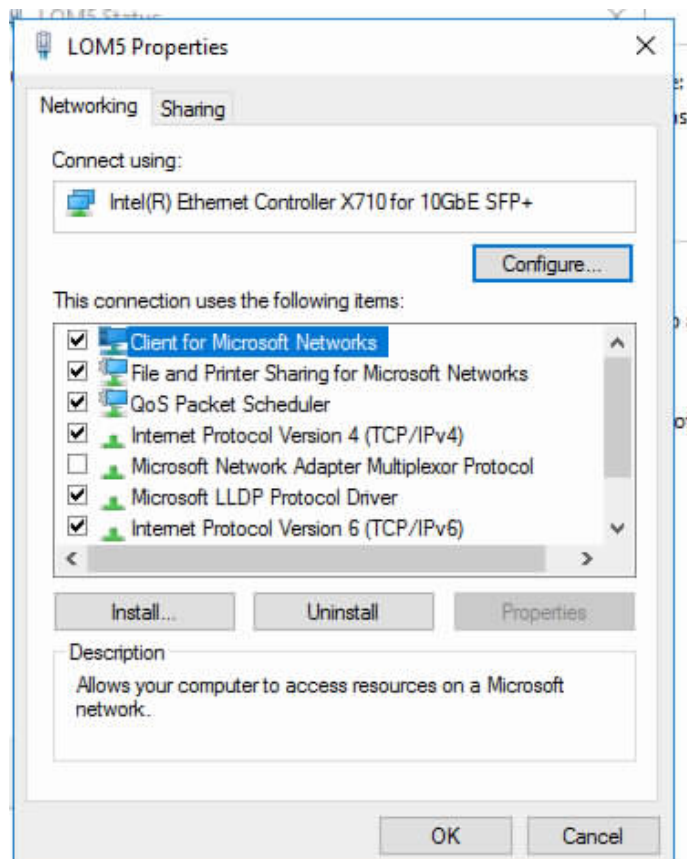 LOM5 Status
LOM5 Properties
Networking
Sharing
Connect using:
Intel(R) Ethernet Controller X710 for 10GbE SFP+
Configure...
This connection uses the following items:
Client for Microsoft Networks
File and Printer Sharing for Microsoft Networks
QoS Packet Scheduler
Internet Protocol Version 4 (TCP/IPv4)
Microsoft Network Adapter Multiplexor Protocol
Microsoft LLDP Protocol Driver
Internet Protocol Version 6 (TCP/IPv6)
Install...
Uninstall
Properties
Description
Allows your computer to access resources on a Microsoft
network.
OK
Cancel